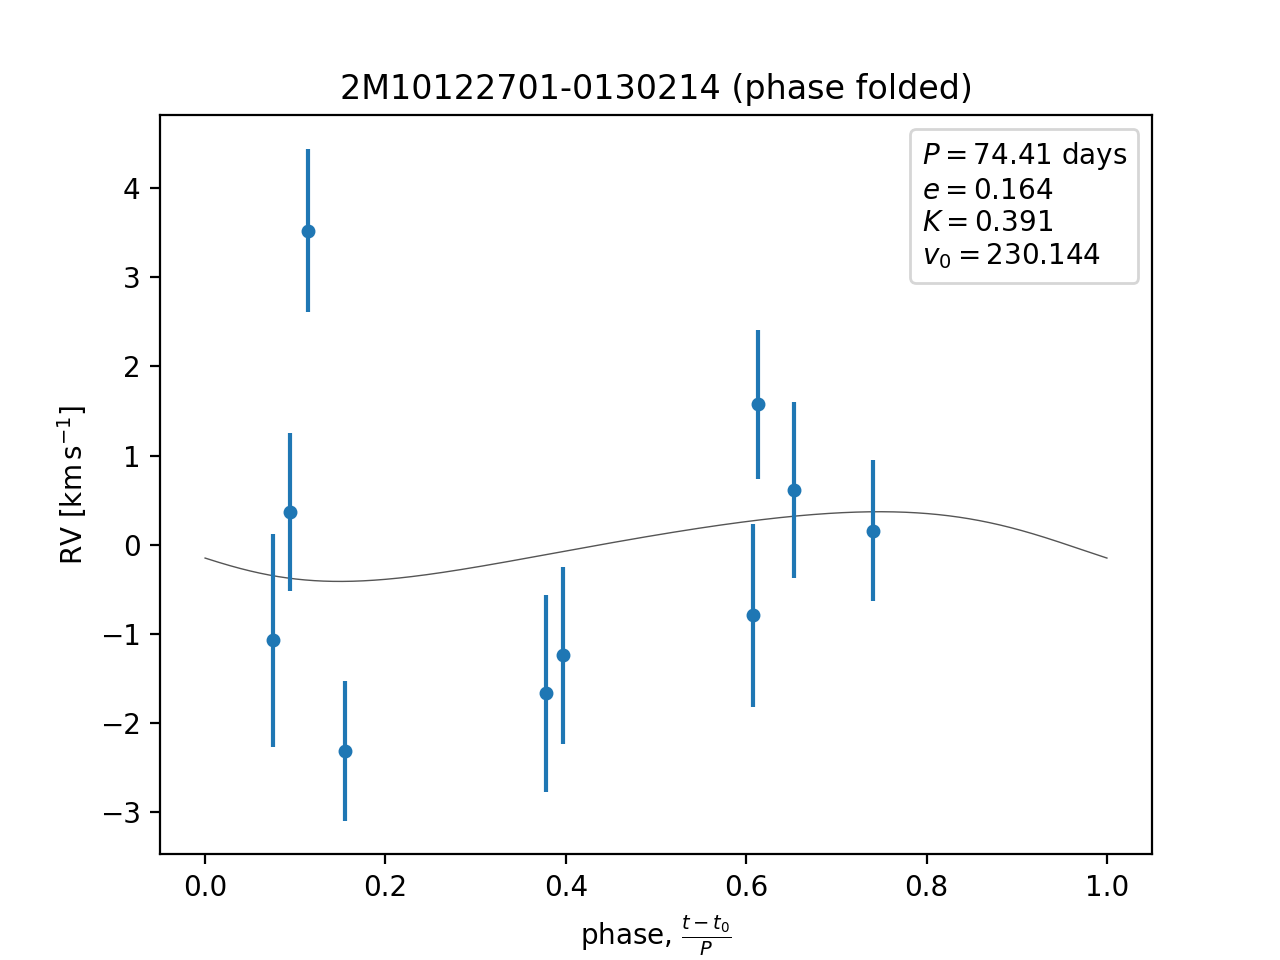 2M10122701-0130214 (phase folded)
P = 74.41 days
e = 0.164
K = 0.391
v₀ = 230.144
RV [km s⁻¹]
4
3
2
1
0
−1
−2
−3
0.0 0.2 0.4 0.6 0.8 1.0
phase, (t − t₀)/P